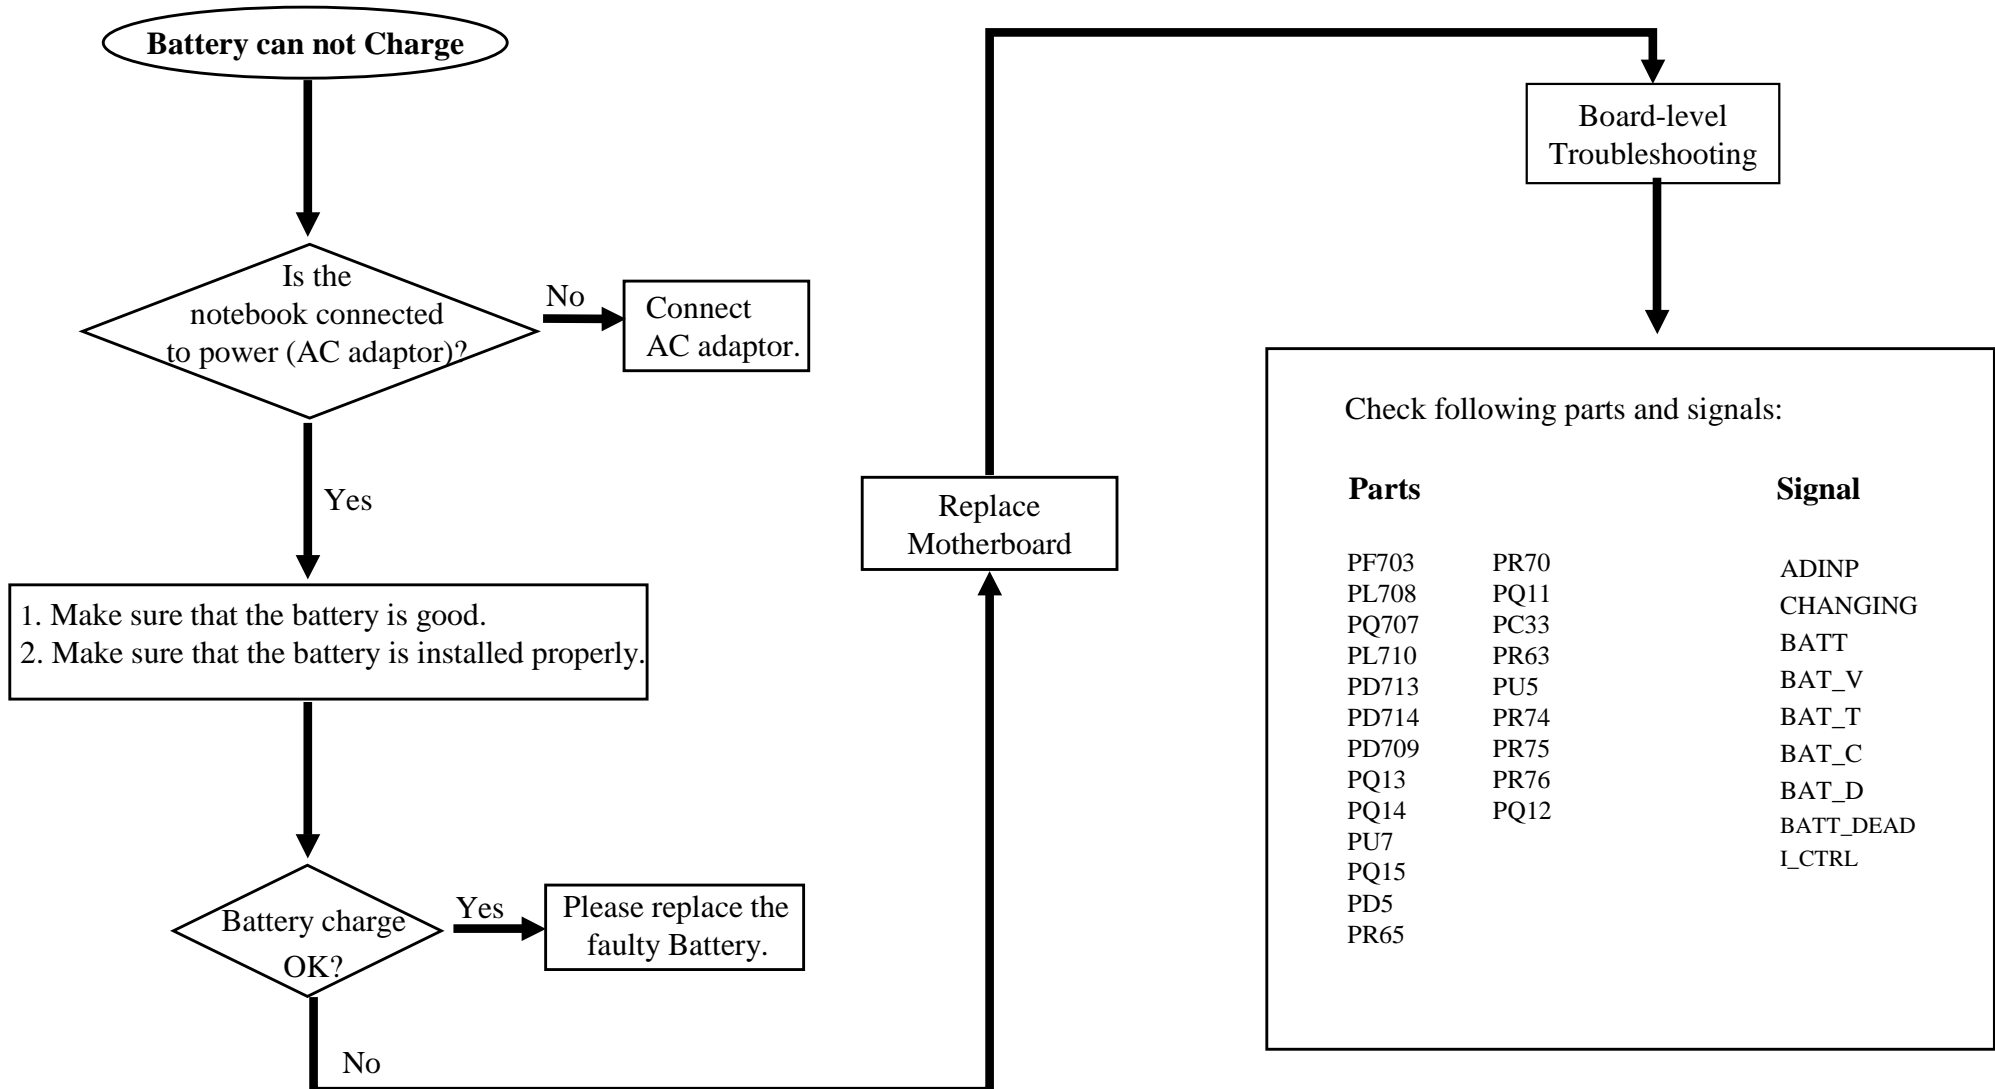 Battery can not Charge
Is the
notebook connected
to power (AC adaptor)?
No
Connect
AC adaptor.
Yes
1. Make sure that the battery is good.
2. Make sure that the battery is installed properly.
Battery charge
OK?
Yes
Please replace the
faulty Battery.
No
Replace
Motherboard
Board-level
Troubleshooting
Check following parts and signals:
Parts
PF703
PL708
PQ707
PL710
PD713
PD714
PD709
PQ13
PQ14
PU7
PQ15
PD5
PR65
PR70
PQ11
PC33
PR63
PU5
PR74
PR75
PR76
PQ12
Signal
ADINP
CHANGING
BATT
BAT_V
BAT_T
BAT_C
BAT_D
BATT_DEAD
I_CTRL